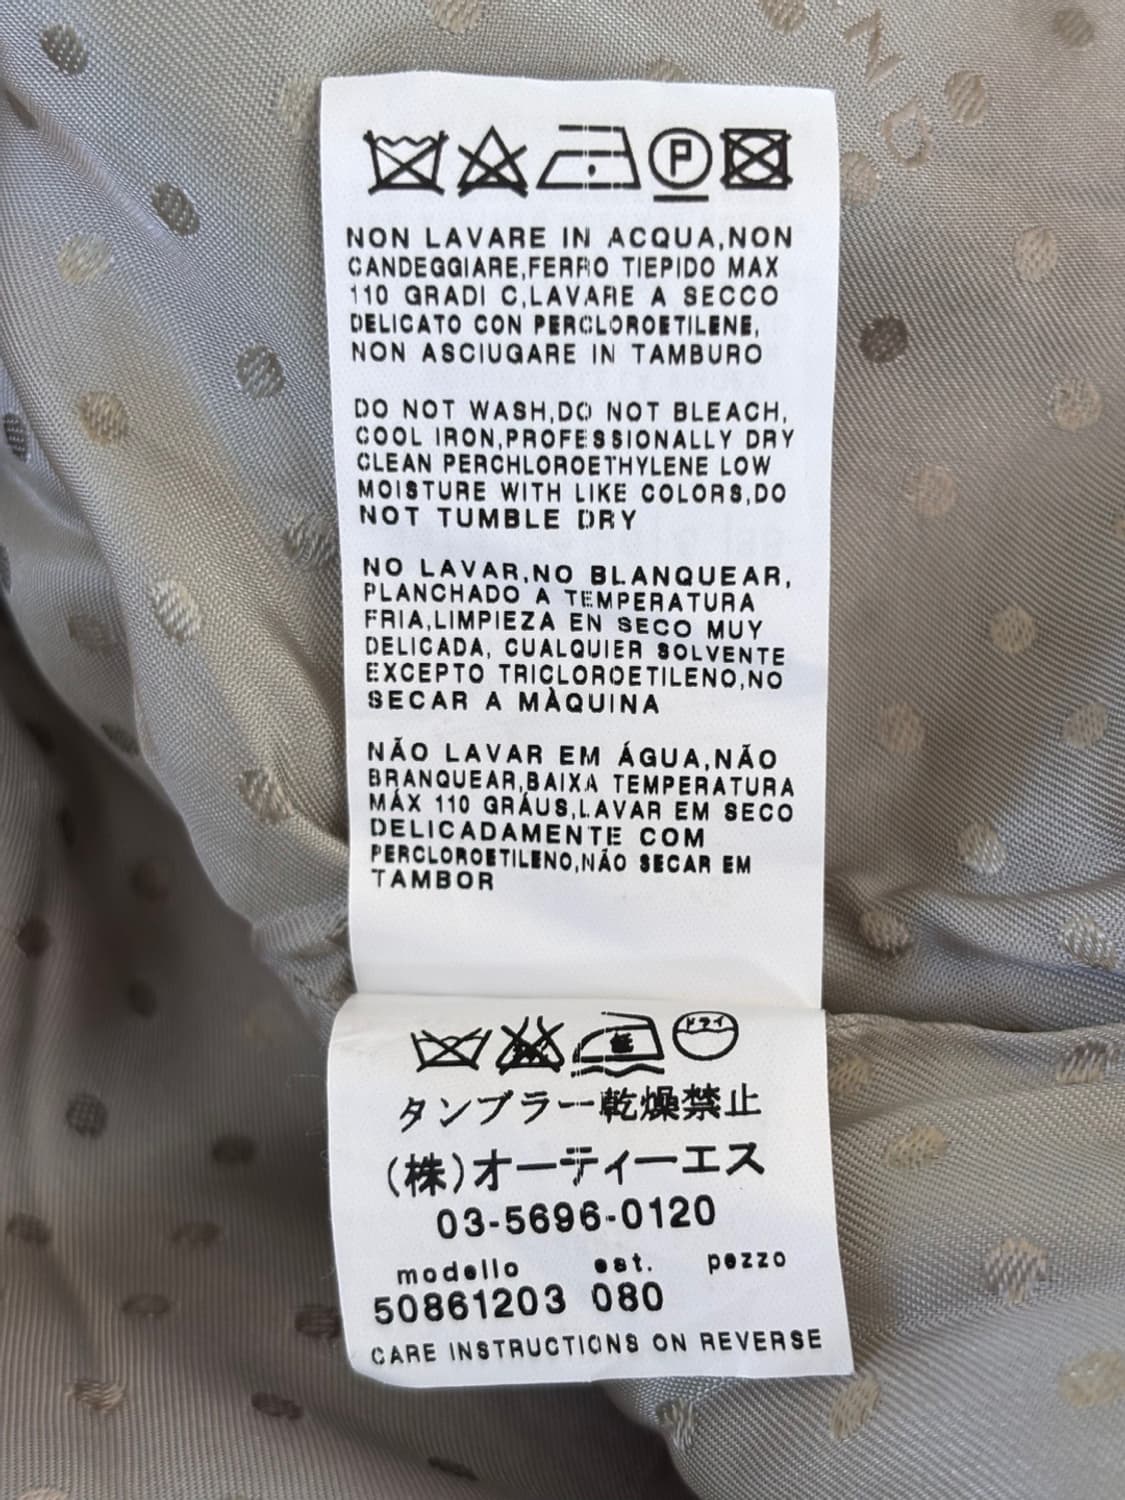 ND
P
NON LAVARE IN ACQUA,NON
CANDEGGIARE,FERRO TIEPIDO MAX
110 GRADI C,LAVARE A SECCO
DELICATO CON PERCLOROETILENE,
NON ASCIUGARE IN TAMBURO
DO NOT WASH,DO NOT BLEACH,
COOL IRON,PROFESSIONALLY DRY
CLEAN PERCHLOROETHYLENE LOW
MOISTURE WITH LIKE COLORS,DO
NOT TUMBLE DRY
NO LAVAR,NO BLANQUEAR,
PLANCHADO A TEMPERATURA
FRIA,LIMPIEZA EN SECO MUY
DELICADA, CUALQUIER SOLVENTE
EXCEPTO TRICLOROETILENO,NO
SECAR A MÀQUINA
NÃO LAVAR EM ÁGUA,NÃO
BRANQUEAR,BAIXA TEMPERATURA
MÁX 110 GRÁUS,LAVAR EM SECO
DELICADAMENTE COM
PERCLOROETILENO,NÃO SECAR EM
TAMBOR
低 ドライ
タンブラー乾燥禁止
(株)オーティーエス
03-5696-0120
modello est. pezzo
50861203 080
CARE INSTRUCTIONS ON REVERSE